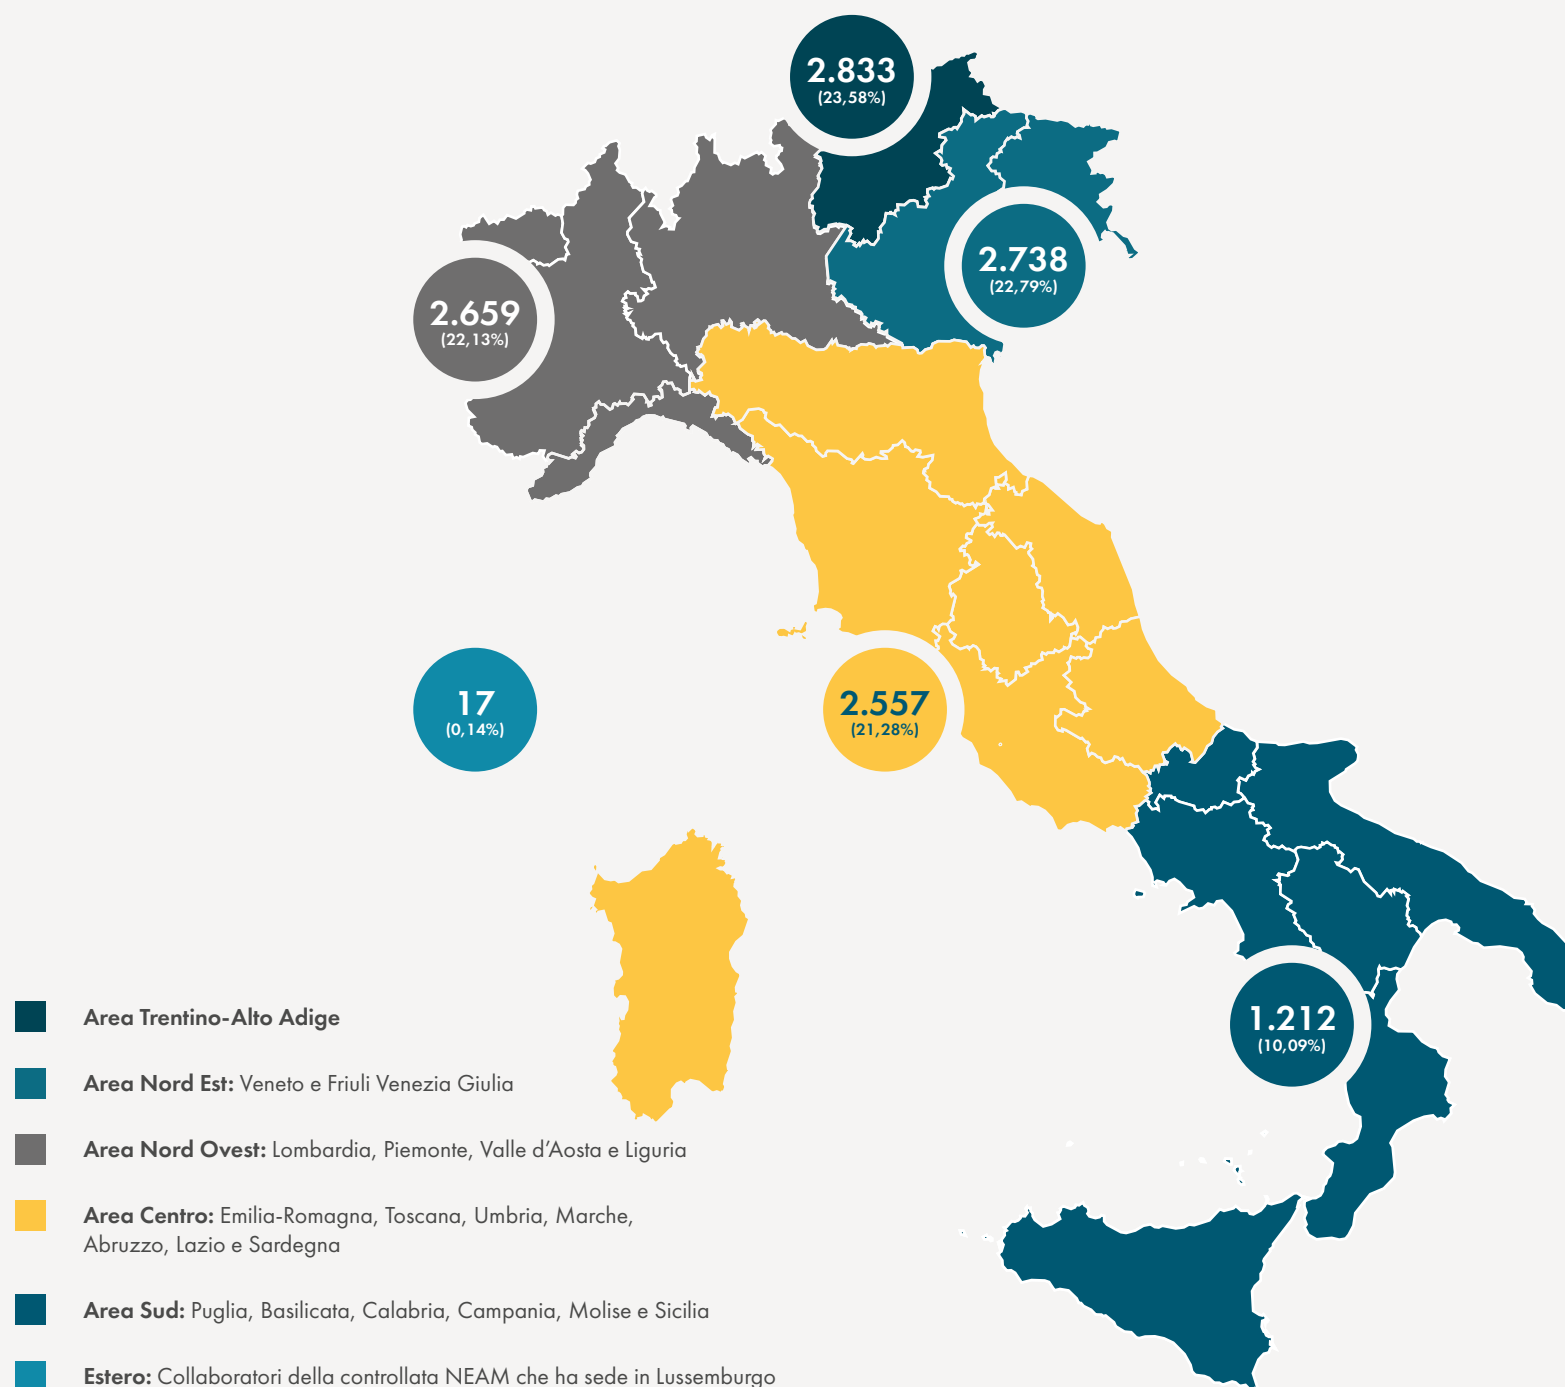 2.833
(23,58%)
2.738
(22,79%)
2.659
(22,13%)
17
(0,14%)
2.557
(21,28%)
1.212
(10,09%)
Area Trentino-Alto Adige
Area Nord Est: Veneto e Friuli Venezia Giulia
Area Nord Ovest: Lombardia, Piemonte, Valle d’Aosta e Liguria
Area Centro: Emilia-Romagna, Toscana, Umbria, Marche,
Abruzzo, Lazio e Sardegna
Area Sud: Puglia, Basilicata, Calabria, Campania, Molise e Sicilia
Estero: Collaboratori della controllata NEAM che ha sede in Lussemburgo